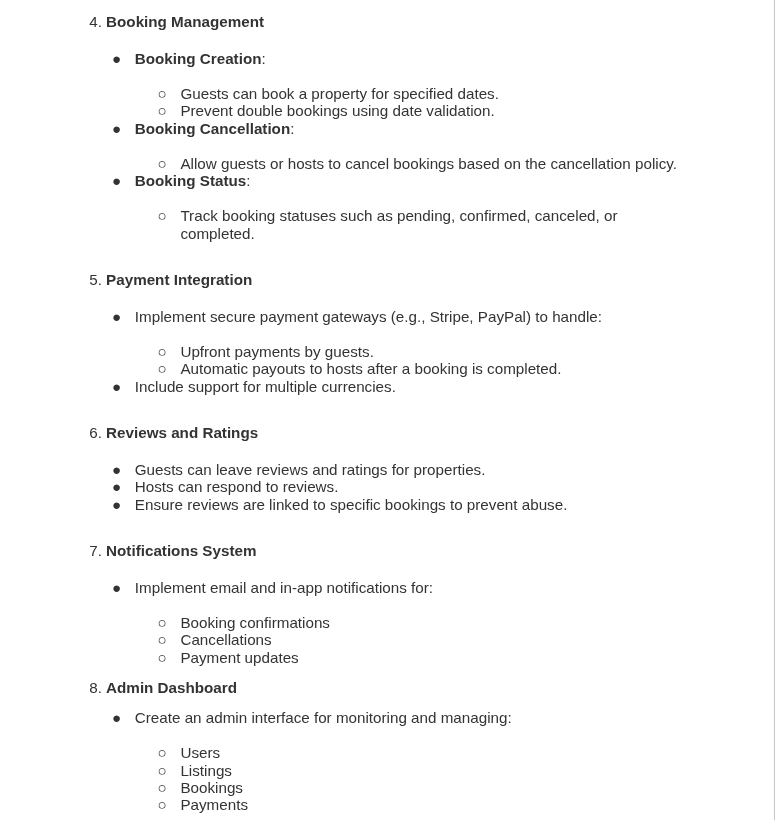 4. Booking Management
● Booking Creation:
○ Guests can book a property for specified dates.
○ Prevent double bookings using date validation.
● Booking Cancellation:
○ Allow guests or hosts to cancel bookings based on the cancellation policy.
● Booking Status:
○ Track booking statuses such as pending, confirmed, canceled, or
completed.
5. Payment Integration
● Implement secure payment gateways (e.g., Stripe, PayPal) to handle:
○ Upfront payments by guests.
○ Automatic payouts to hosts after a booking is completed.
● Include support for multiple currencies.
6. Reviews and Ratings
● Guests can leave reviews and ratings for properties.
● Hosts can respond to reviews.
● Ensure reviews are linked to specific bookings to prevent abuse.
7. Notifications System
● Implement email and in-app notifications for:
○ Booking confirmations
○ Cancellations
○ Payment updates
8. Admin Dashboard
● Create an admin interface for monitoring and managing:
○ Users
○ Listings
○ Bookings
○ Payments